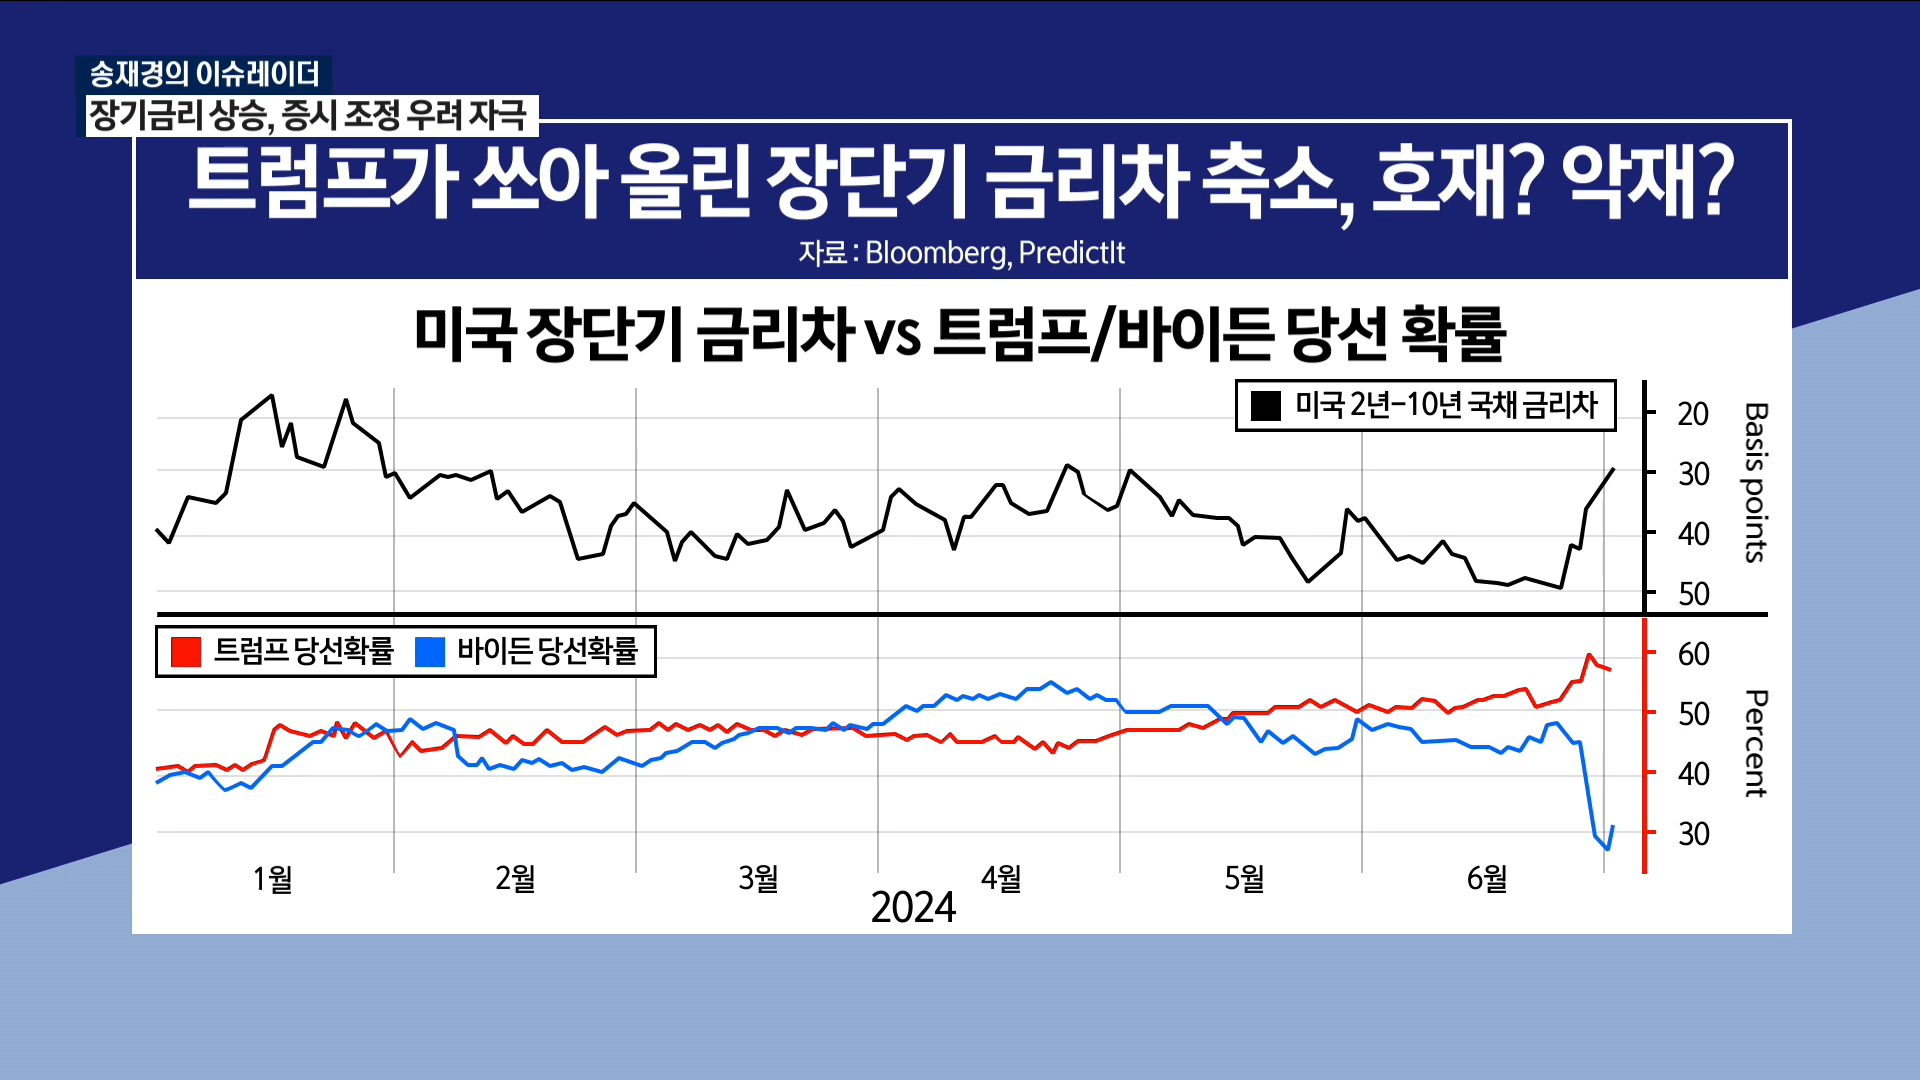 송재경의 이슈레이더
장기금리 상승, 증시 조정 우려 자극
트럼프가 쏘아 올린 장단기 금리차 축소, 호재? 악재?
자료 : Bloomberg, PredictIt
미국 장단기 금리차 vs 트럼프/바이든 당선 확률
미국 2년-10년 국채 금리차
20
30
40
50
Basis points
트럼프 당선확률 바이든 당선확률
60
50
40
30
Percent
1월 2월 3월 4월 5월 6월
2024